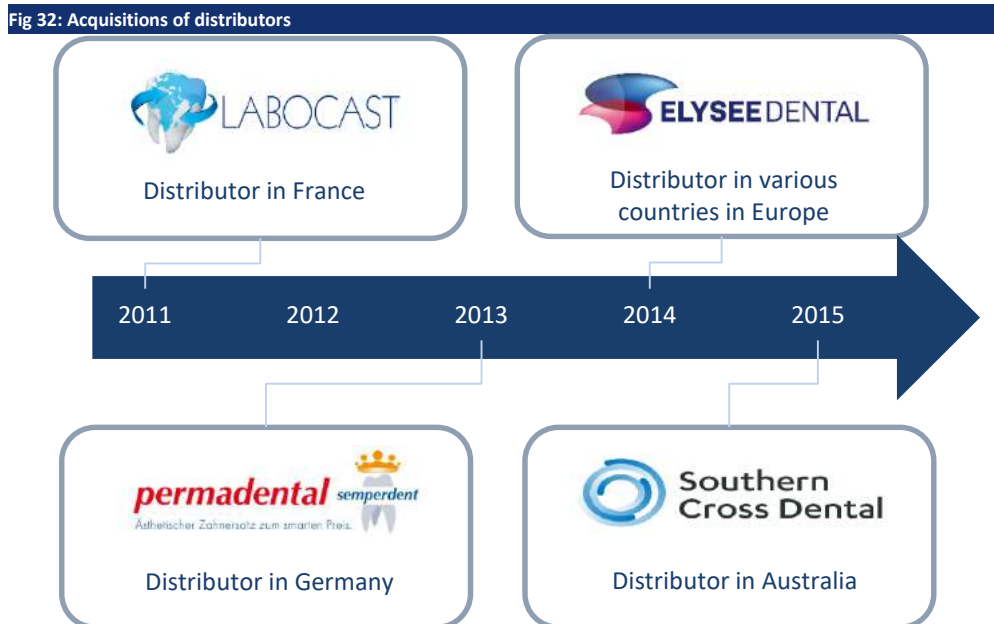 Fig 32: Acquisitions of distributors
LABOCAST
Distributor in France
ELYSEE DENTAL
Distributor in various
countries in Europe
2011 2012 2013 2014 2015
permadental semperdent
Ästhetischer Zahnersatz zum smarten Preis.
Distributor in Germany
Southern
Cross Dental
Distributor in Australia